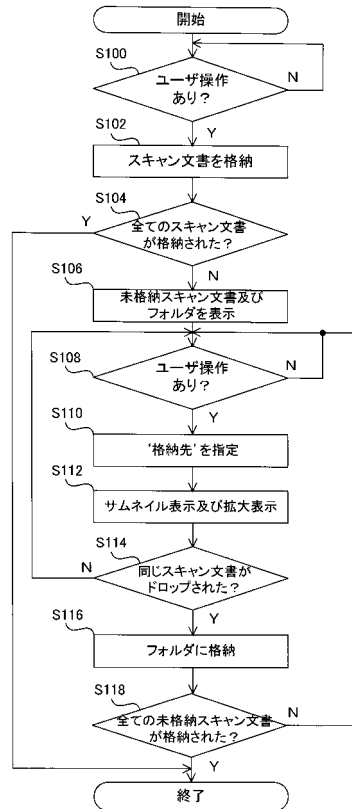 開始
S100
ユーザ操作
あり?
N
Y
S102
スキャン文書を格納
S104
Y
全てのスキャン文書
が格納された?
N
S106
未格納スキャン文書及び
フォルダを表示
S108
ユーザ操作
あり?
N
Y
S110
‘格納先’を指定
S112
サムネイル表示及び拡大表示
S114
N
同じスキャン文書が
ドロップされた?
Y
S116
フォルダに格納
S118
全ての未格納スキャン文書
が格納された?
N
Y
終了